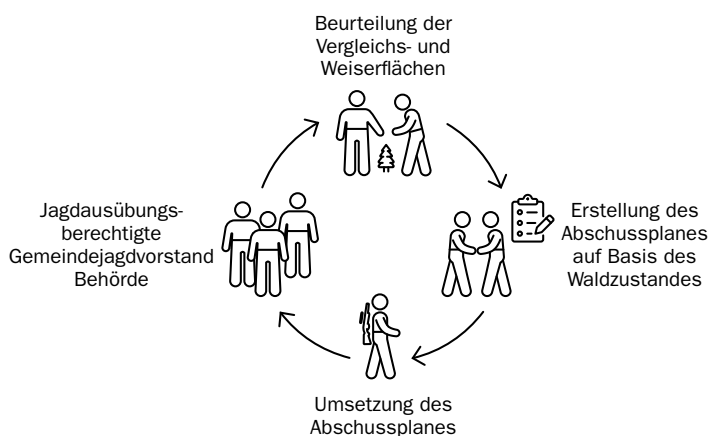 Beurteilung der
Vergleichs- und
Weiserflächen
Erstellung des
Abschussplanes
auf Basis des
Waldzustandes
Umsetzung des
Abschussplanes
Jagdausübungs-
berechtigte
Gemeindejagdvorstand
Behörde